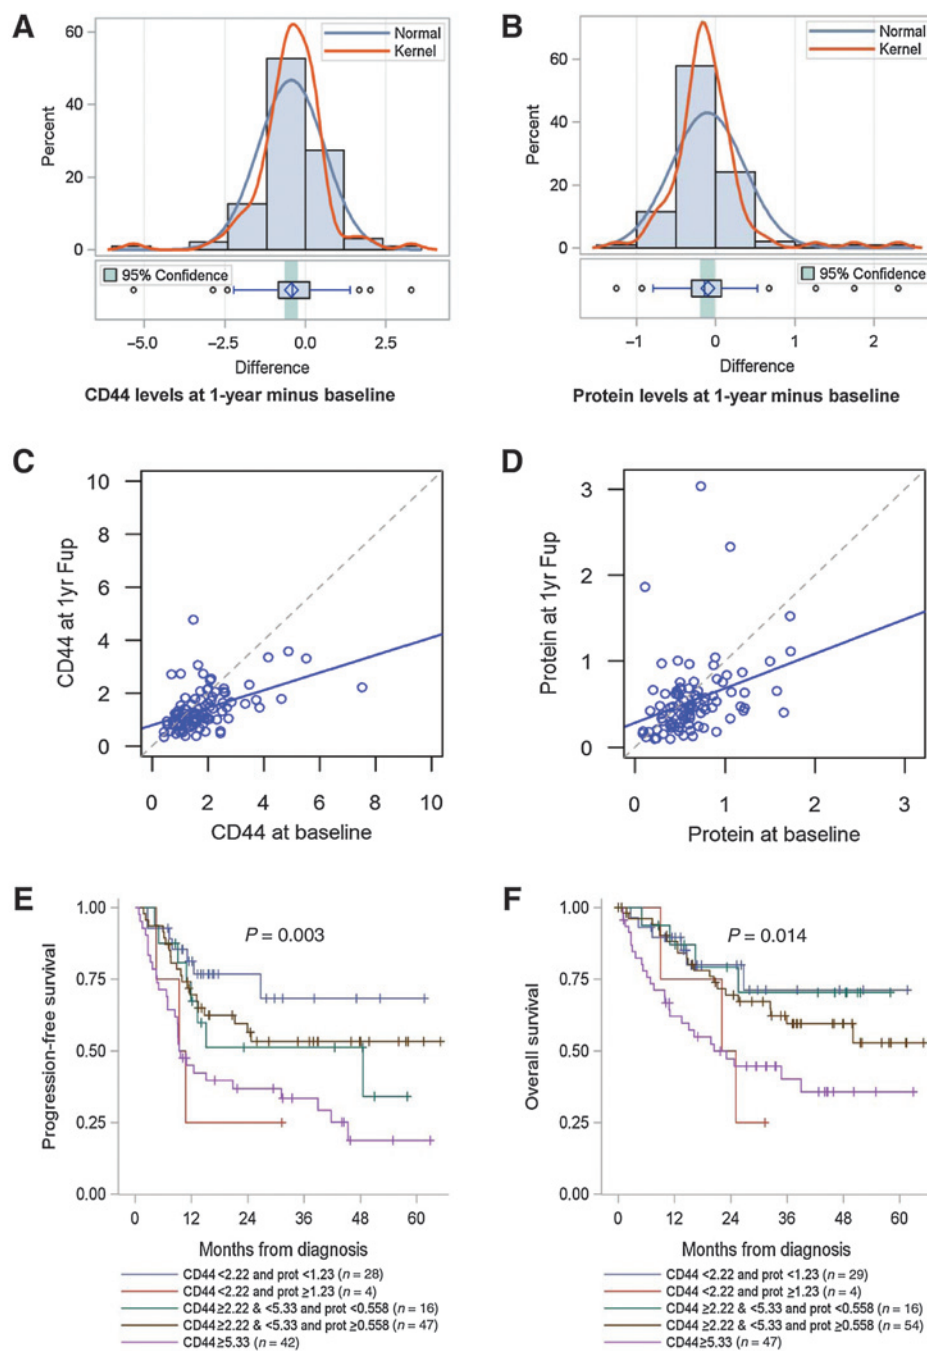 A
60
40
20
0
Percent
Normal
Kernel
95% Confidence
−5.0
−2.5
0.0
2.5
Difference
CD44 levels at 1-year minus baseline
B
60
40
20
0
Percent
Normal
Kernel
95% Confidence
−1
0
1
2
Difference
Protein levels at 1-year minus baseline
C
10
8
6
4
2
0
CD44 at 1yr Fup
0 2 4 6 8 10
CD44 at baseline
D
3
2
1
0
Protein at 1yr Fup
0 1 2 3
Protein at baseline
E
1.00
0.75
0.50
0.25
0.00
Progression-free survival
P = 0.003
0 12 24 36 48 60
Months from diagnosis
CD44 <2.22 and prot <1.23 (n = 28)
CD44 <2.22 and prot ≥1.23 (n = 4)
CD44 ≥2.22 & <5.33 and prot <0.558 (n = 16)
CD44 ≥2.22 & <5.33 and prot ≥0.558 (n = 47)
CD44 ≥5.33 (n = 42)
F
1.00
0.75
0.50
0.25
0.00
Overall survival
P = 0.014
0 12 24 36 48 60
Months from diagnosis
CD44 <2.22 and prot <1.23 (n = 29)
CD44 <2.22 and prot ≥1.23 (n = 4)
CD44 ≥2.22 & <5.33 and prot <0.558 (n = 16)
CD44 ≥2.22 & <5.33 and prot ≥0.558 (n = 54)
CD44 ≥5.33 (n = 47)